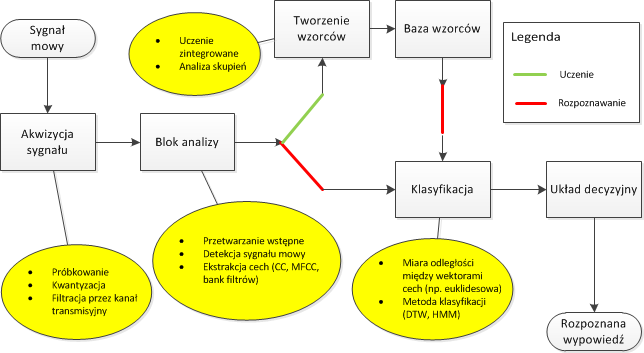 Sygnał
mowy
Tworzenie
wzorców
Baza wzorców
Legenda
Uczenie
Rozpoznawanie
• Uczenie
zintegrowane
• Analiza skupień
Akwizycja
sygnału
Blok analizy
Klasyfikacja
Układ decyzyjny
• Próbkowanie
• Kwantyzacja
• Filtracja przez kanał
transmisyjny
• Przetwarzanie wstępne
• Detekcja sygnału mowy
• Ekstrakcja cech (CC, MFCC,
bank filtrów)
• Miara odległości
między wektorami
cech (np. euklidesowa)
• Metoda klasyfikacji
(DTW, HMM)
Rozpoznana
wypowiedź